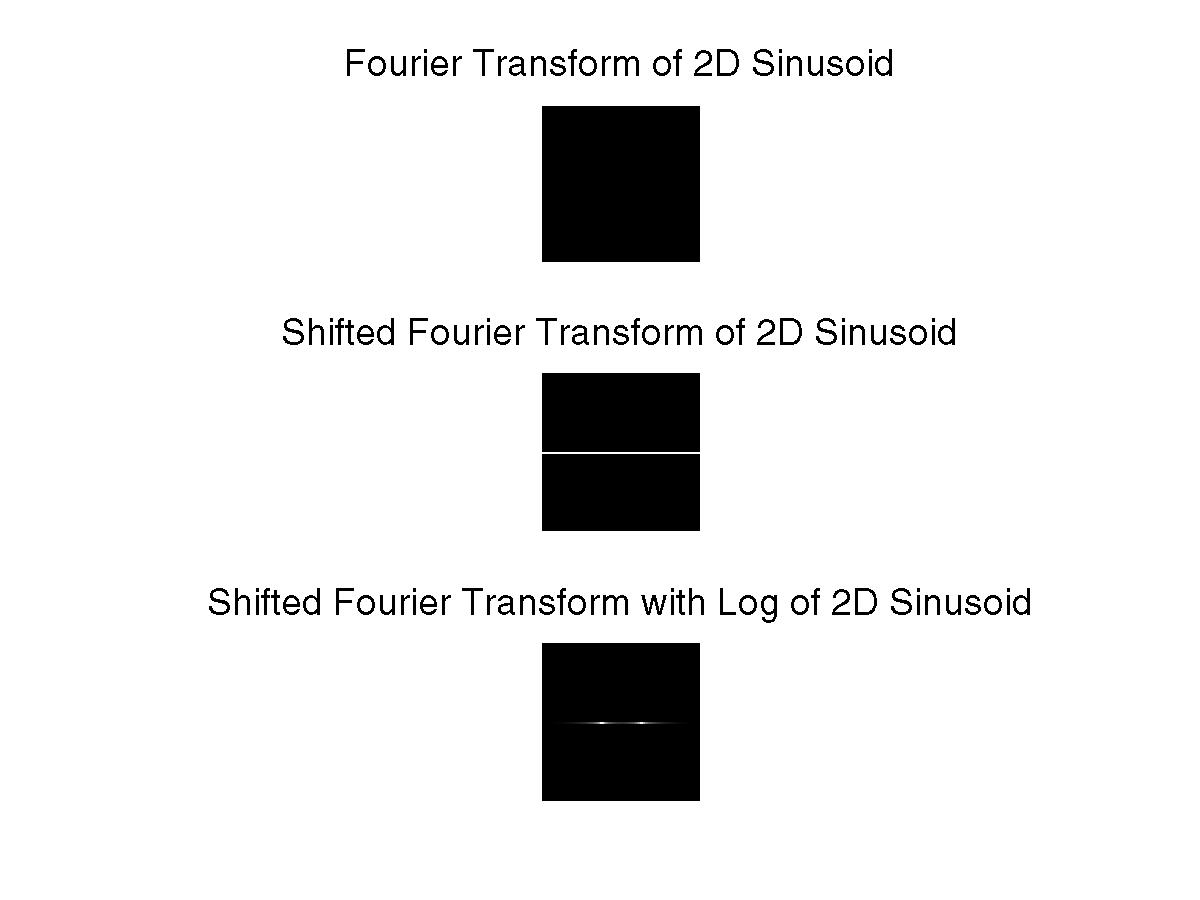 Fourier Transform of 2D Sinusoid
Shifted Fourier Transform of 2D Sinusoid
Shifted Fourier Transform with Log of 2D Sinusoid